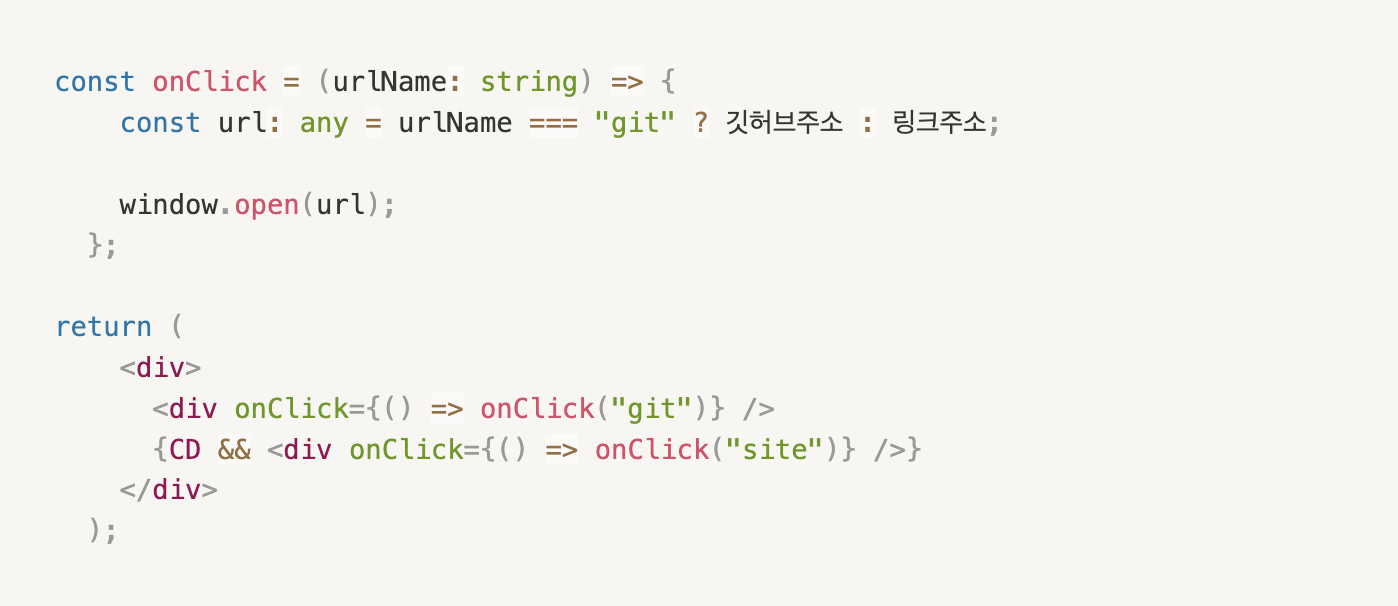 const onClick = (urlName: string) => {
    const url: any = urlName === "git" ? 깃허브주소 : 링크주소;

    window.open(url);
  };

return (
    <div>
      <div onClick={() => onClick("git")} />
      {CD && <div onClick={() => onClick("site")} />}
    </div>
  );